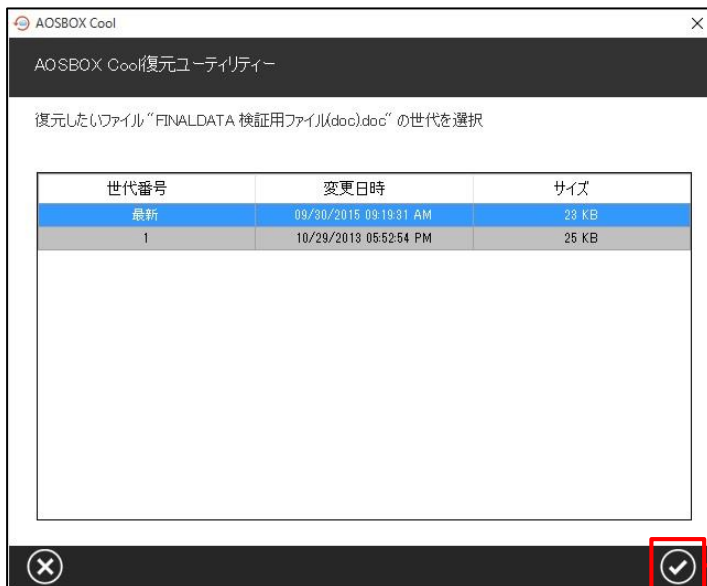 AOSBOX Cool
AOSBOX Cool復元ユーティリティー
復元したいファイル“FINALDATA 検証用ファイル(doc).doc” の世代を選択
世代番号 変更日時 サイズ
最新 09/30/2015 09:19:31 AM 23 KB
1 10/29/2013 05:52:54 PM 25 KB